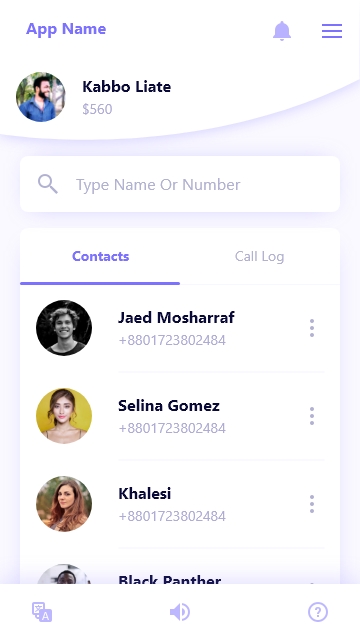 App Name
Kabbo Liate
$560
Type Name Or Number
Contacts
Call Log
Jaed Mosharraf
+8801723802484
Selina Gomez
+8801723802484
Khalesi
+8801723802484
Black Panther